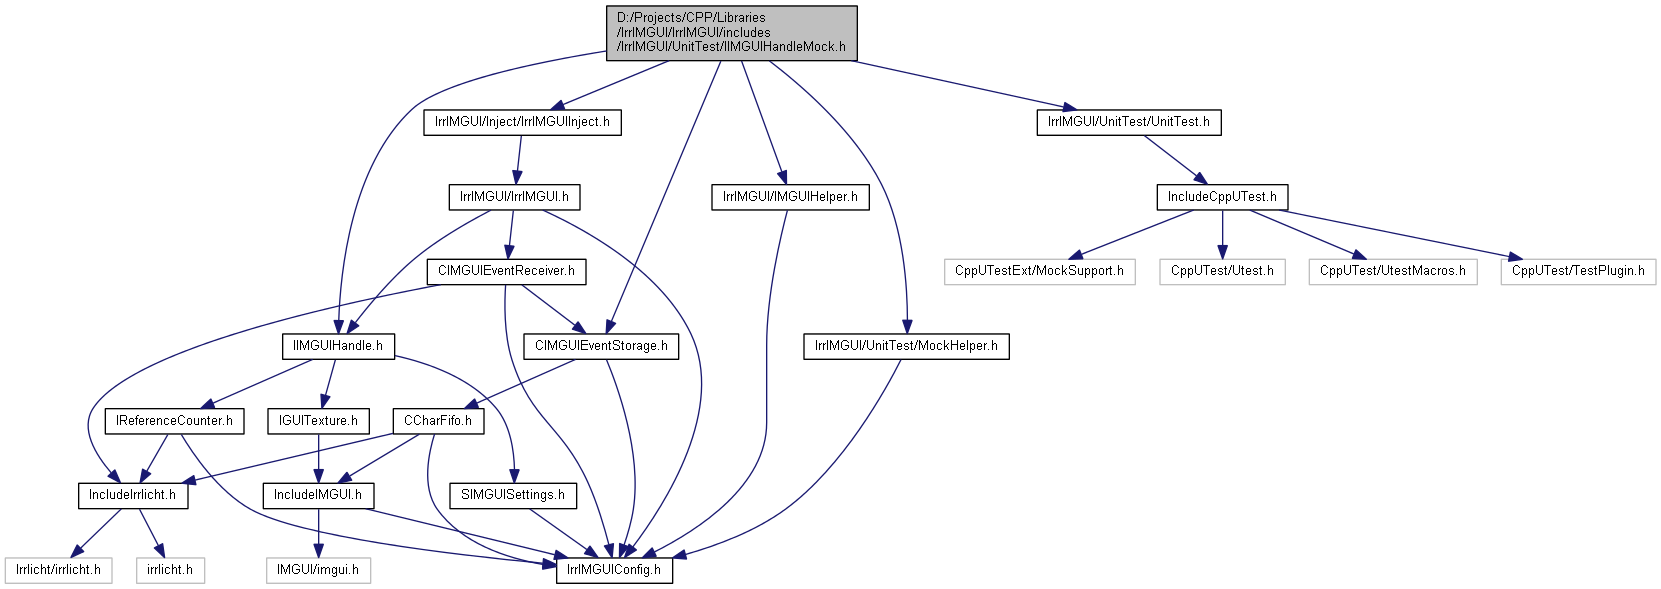 D:/Projects/CPP/Libraries
/IrrIMGUI/IrrIMGUI/includes
/IrrIMGUI/UnitTest/IIMGUIHandleMock.h
IrrIMGUI/Inject/IrrIMGUIInject.h
IrrIMGUI/UnitTest/UnitTest.h
IrrIMGUI/IrrIMGUI.h
IrrIMGUI/IMGUIHelper.h
IncludeCppUTest.h
CIMGUIEventReceiver.h
CppUTestExt/MockSupport.h
CppUTest/Utest.h
CppUTest/UtestMacros.h
CppUTest/TestPlugin.h
IIMGUIHandle.h
CIMGUIEventStorage.h
IrrIMGUI/UnitTest/MockHelper.h
IReferenceCounter.h
IGUITexture.h
CCharFifo.h
IncludeIrrlicht.h
IncludeIMGUI.h
SIMGUISettings.h
Irrlicht/irrlicht.h
irrlicht.h
IMGUI/imgui.h
IrrIMGUIConfig.h